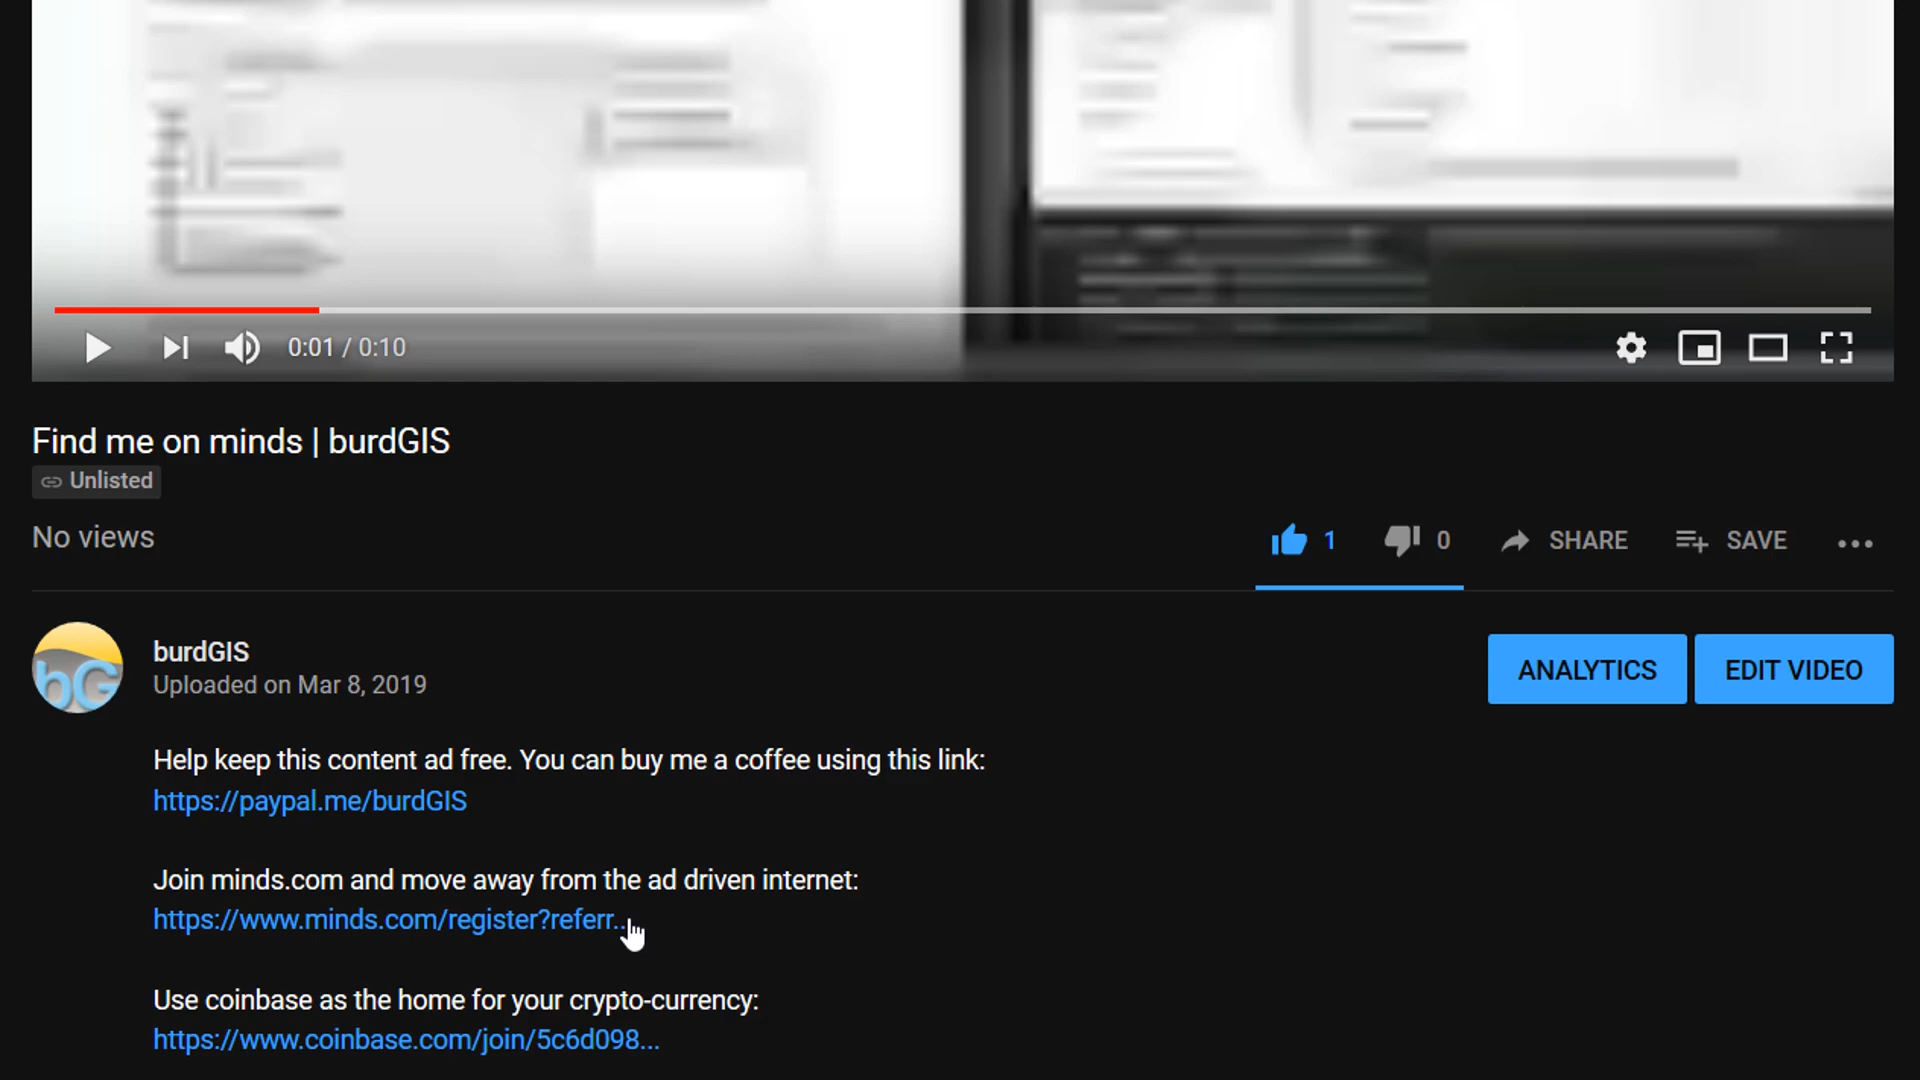 0:01 / 0:10
Find me on minds | burdGIS
Unlisted
No views
1 0 SHARE SAVE
bG
burdGIS
Uploaded on Mar 8, 2019
ANALYTICS EDIT VIDEO
Help keep this content ad free. You can buy me a coffee using this link:
https://paypal.me/burdGIS
Join minds.com and move away from the ad driven internet:
https://www.minds.com/register?referr...
Use coinbase as the home for your crypto-currency:
https://www.coinbase.com/join/5c6d098...